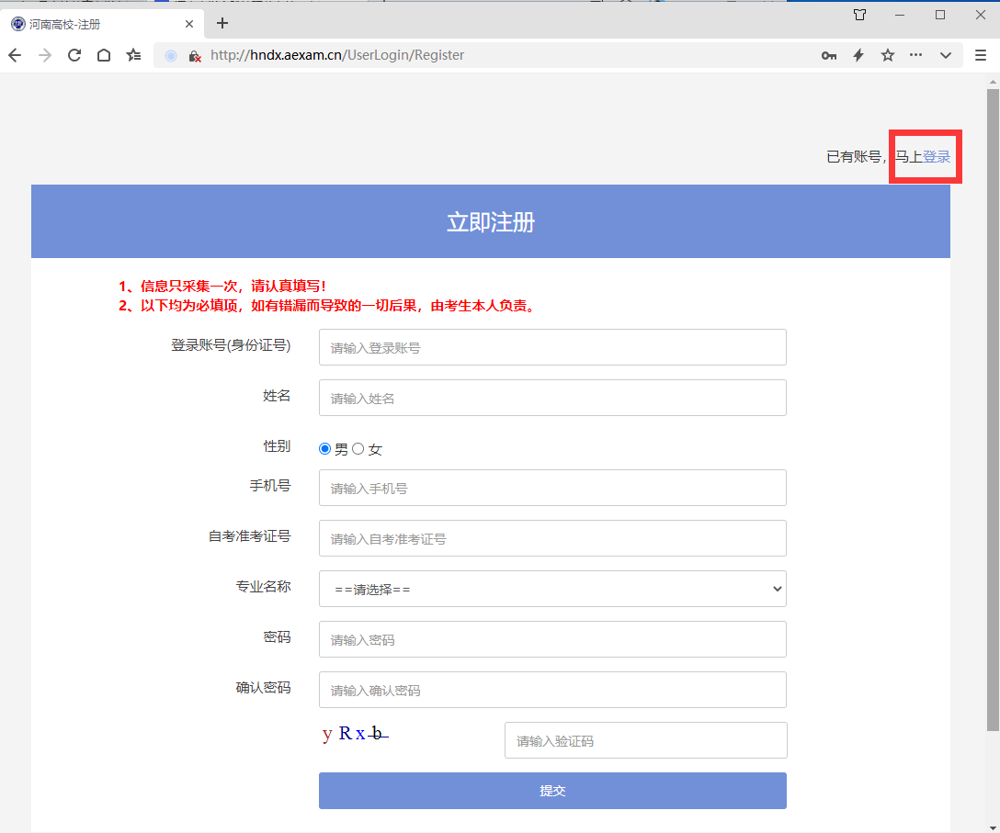 河南高校-注册
http://hndx.aexam.cn/UserLogin/Register
已有账号，马上登录
立即注册
1、信息只采集一次，请认真填写！
2、以下均为必填项，如有错漏而导致的一切后果，由考生本人负责。
登录账号(身份证号) 请输入登录账号
姓名 请输入姓名
性别 男 女
手机号 请输入手机号
自考准考证号 请输入自考准考证号
专业名称 ==请选择==
密码 请输入密码
确认密码 请输入确认密码
y R x b 请输入验证码
提交